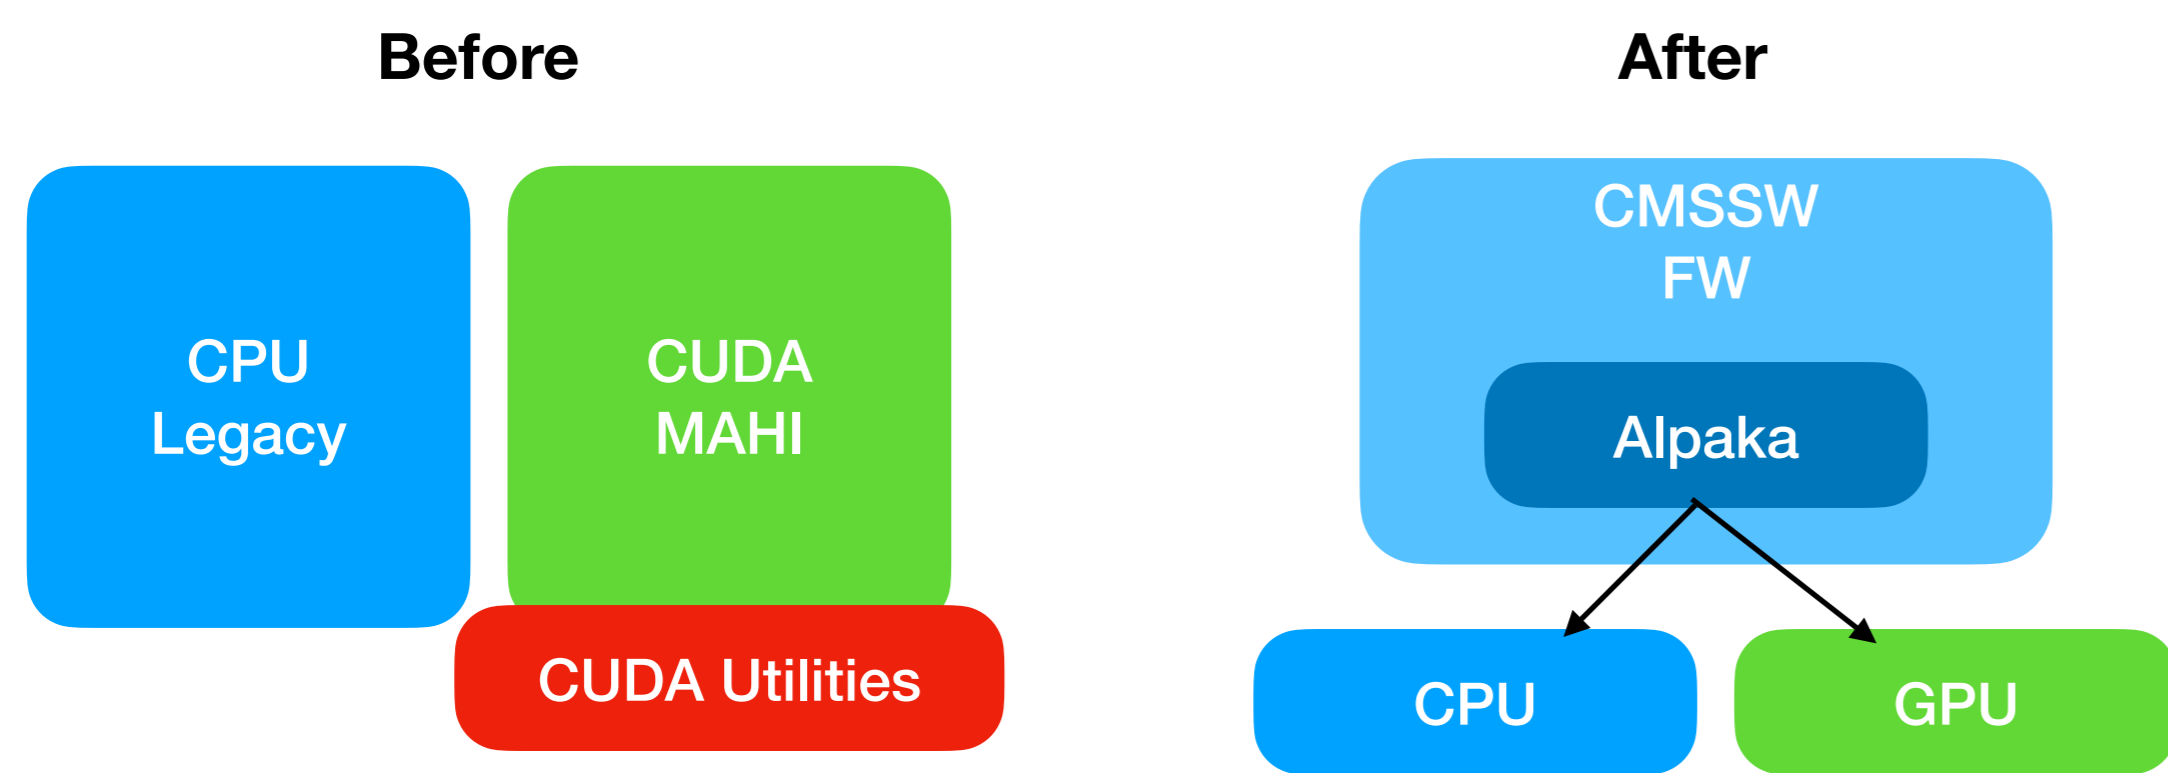 Before
CPU
Legacy
CUDA
MAHI
CUDA Utilities
After
CMSSW
FW
Alpaka
CPU
GPU